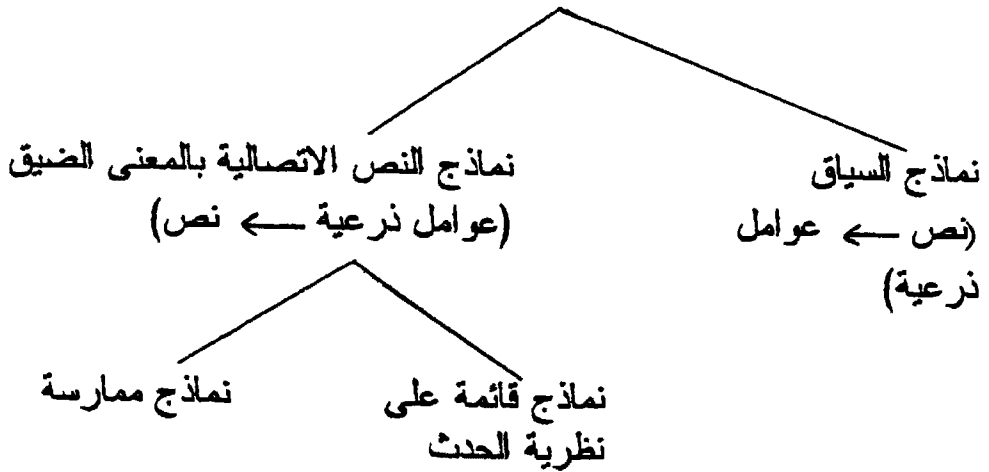 نماذج السياق
(نص ← عوامل
ذرعية)
نماذج النص الاتصالية بالمعنى الضيق
(عوامل ذرعية ← نص)
نماذج قائمة على
نظرية الحدث
نماذج ممارسة